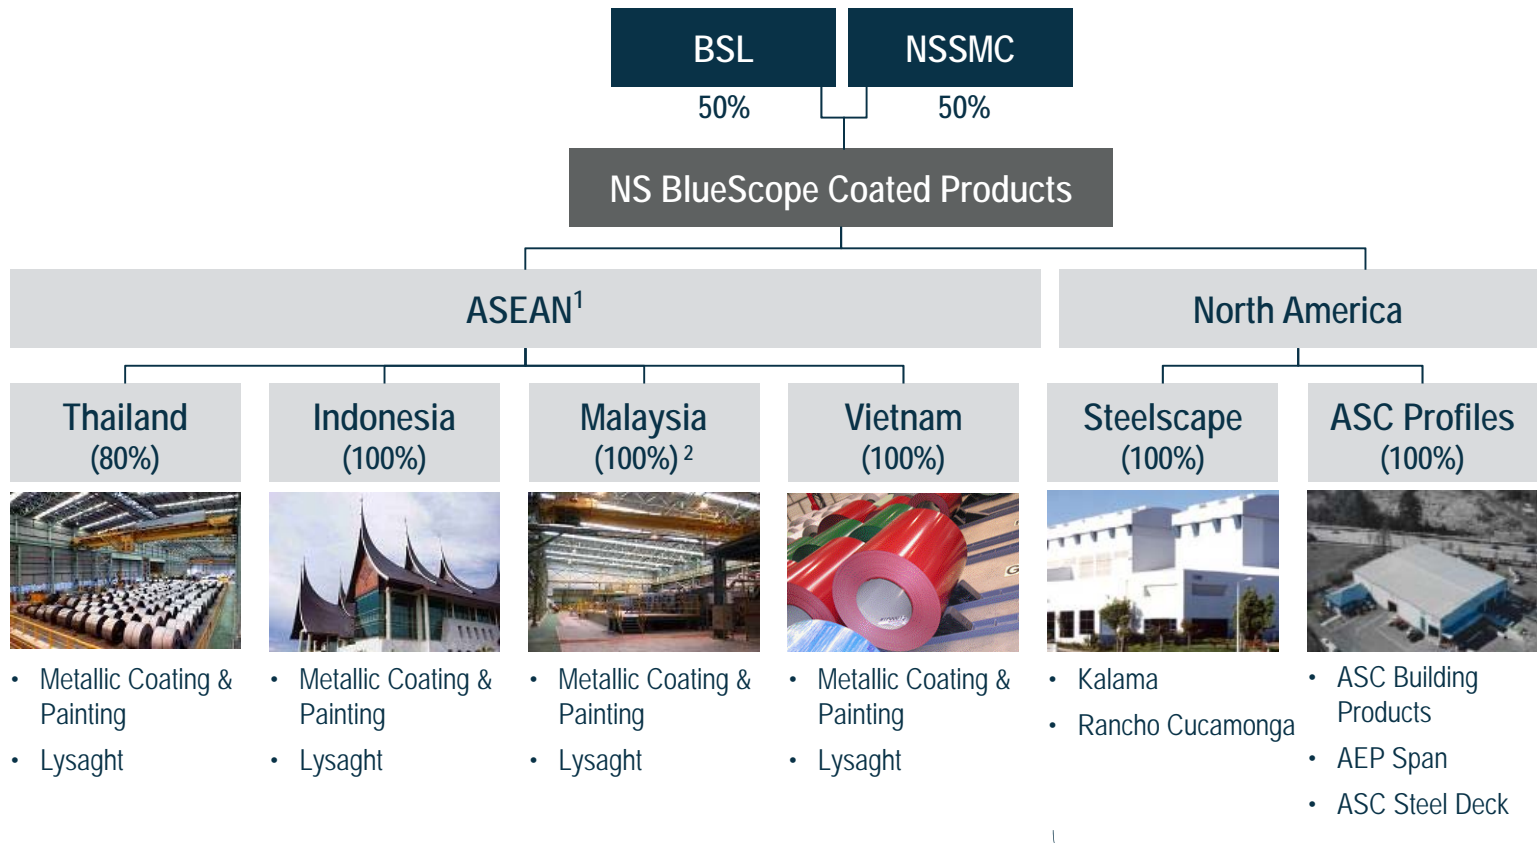 BSL
NSSMC
50%
50%
NS BlueScope Coated Products
ASEAN1
North America
Thailand
(80%)
Indonesia
(100%)
Malaysia
(100%) 2
Vietnam
(100%)
Steelscape
(100%)
ASC Profiles
(100%)
• Metallic Coating &
Painting
• Lysaght
• Metallic Coating &
Painting
• Lysaght
• Metallic Coating &
Painting
• Lysaght
• Metallic Coating &
Painting
• Lysaght
• Kalama
• Rancho Cucamonga
• ASC Building
Products
• AEP Span
• ASC Steel Deck